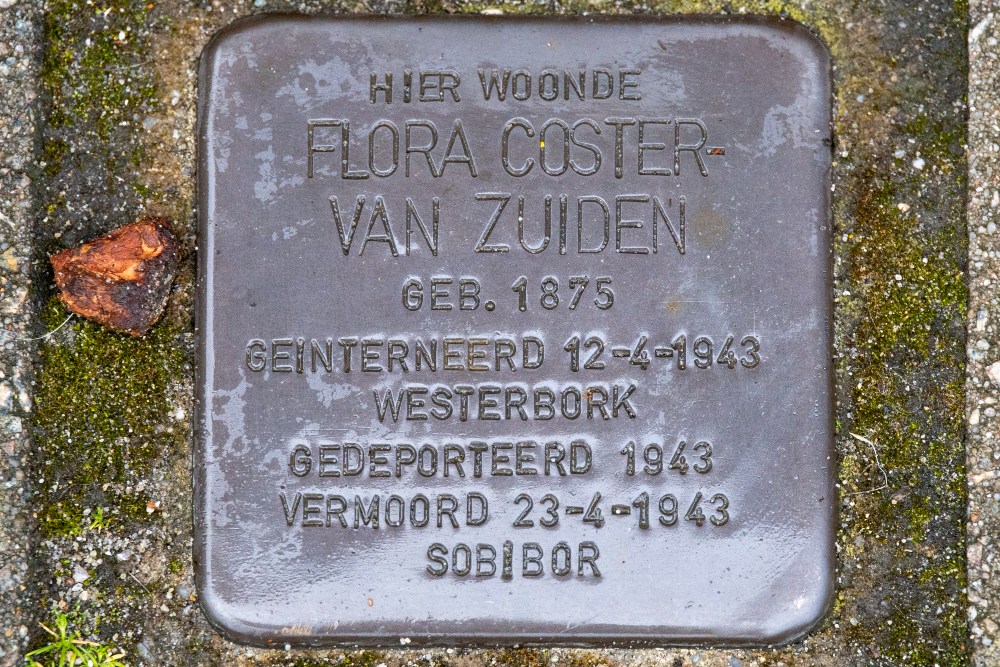 HIER WOONDE
FLORA COSTER-
VAN ZUIDEN
GEB. 1875
GEÏNTERNEERD 12-4-1943
WESTERBORK
GEDEPORTEERD 1943
VERMOORD 23-4-1943
SOBIBOR